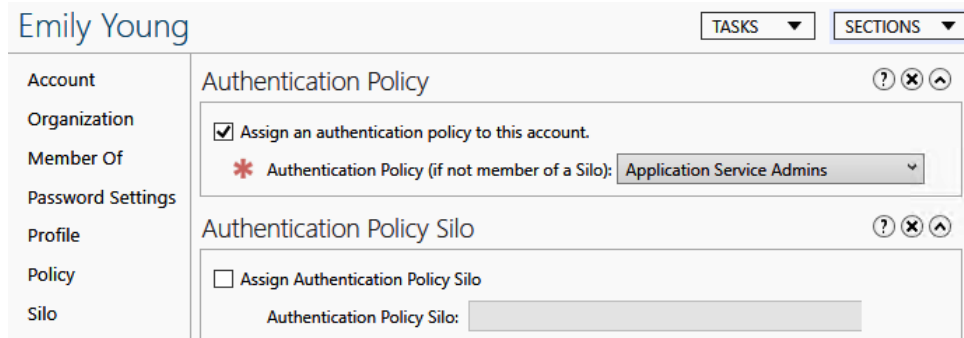 Emily Young
TASKS
SECTIONS
Account
Organization
Member Of
Password Settings
Profile
Policy
Silo
Authentication Policy
Assign an authentication policy to this account.
Authentication Policy (if not member of a Silo): Application Service Admins
Authentication Policy Silo
Assign Authentication Policy Silo
Authentication Policy Silo: